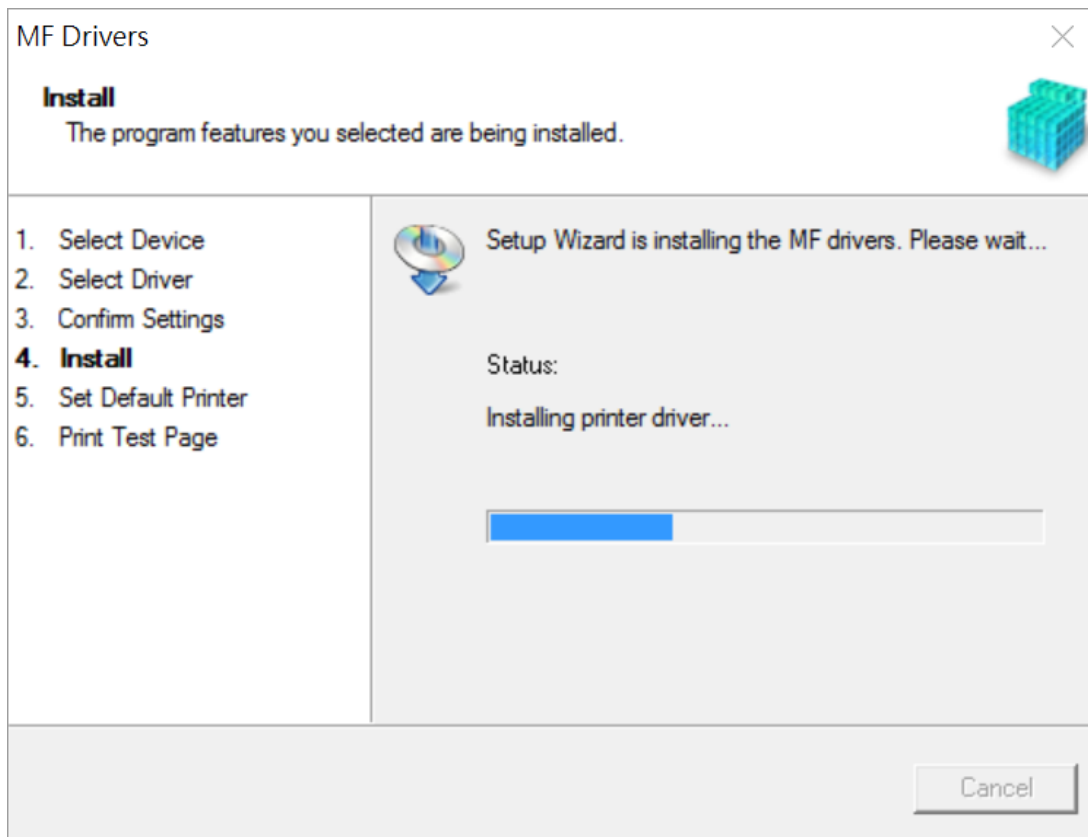 MF Drivers
Install
The program features you selected are being installed.
1. Select Device
2. Select Driver
3. Confirm Settings
4. Install
5. Set Default Printer
6. Print Test Page
Setup Wizard is installing the MF drivers. Please wait...
Status:
Installing printer driver...
Cancel